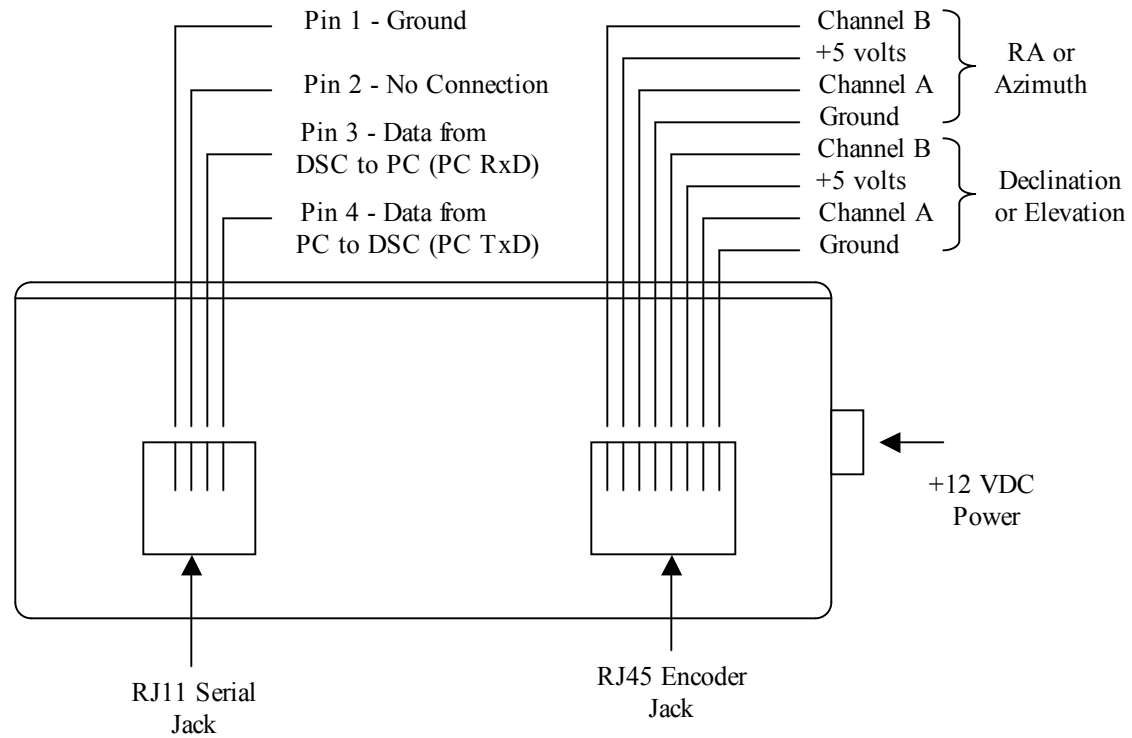 Pin 1 - Ground
Pin 2 - No Connection
Pin 3 - Data from
DSC to PC (PC RxD)
Pin 4 - Data from
PC to DSC (PC TxD)
Channel B
+5 volts
Channel A
Ground
RA or
Azimuth
Channel B
+5 volts
Channel A
Ground
Declination
or Elevation
+12 VDC
Power
RJ11 Serial
Jack
RJ45 Encoder
Jack